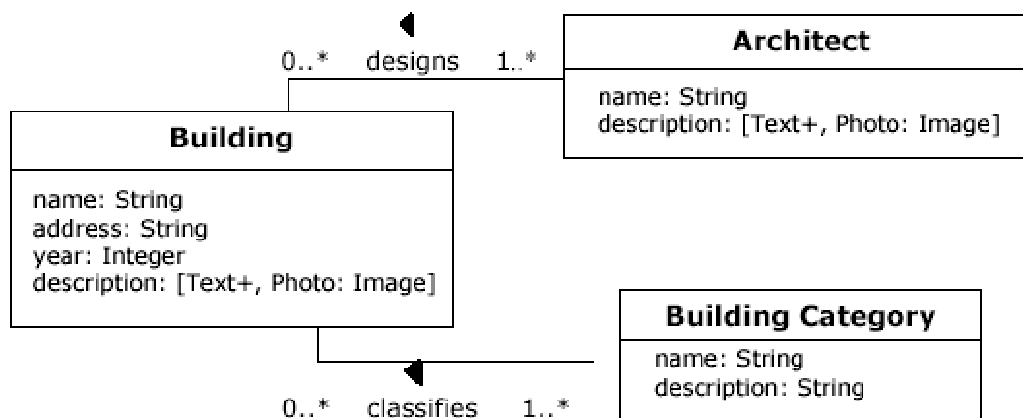 0..* designs 1..*
Architect
name: String
description: [Text+, Photo: Image]
Building
name: String
address: String
year: Integer
description: [Text+, Photo: Image]
Building Category
name: String
description: String
0..* classifies 1..*